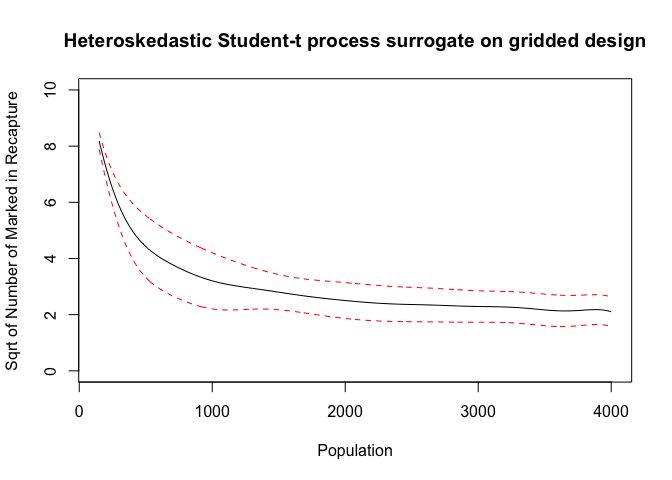 Heteroskedastic Student-t process surrogate on gridded design
Sqrt of Number of Marked in Recapture
10
8
6
4
2
0
0 1000 2000 3000 4000
Population